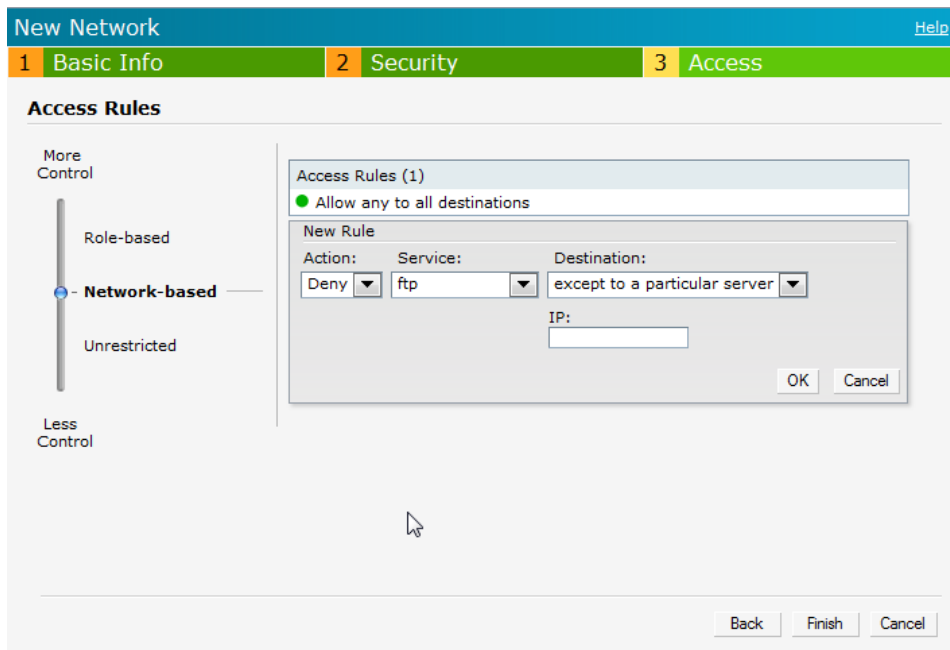 New Network
Help
1 Basic Info
2 Security
3 Access
Access Rules
More
Control
Role-based
Network-based
Unrestricted
Less
Control
Access Rules (1)
Allow any to all destinations
New Rule
Action: Service: Destination:
Deny ftp except to a particular server
IP:
OK Cancel
Back Finish Cancel